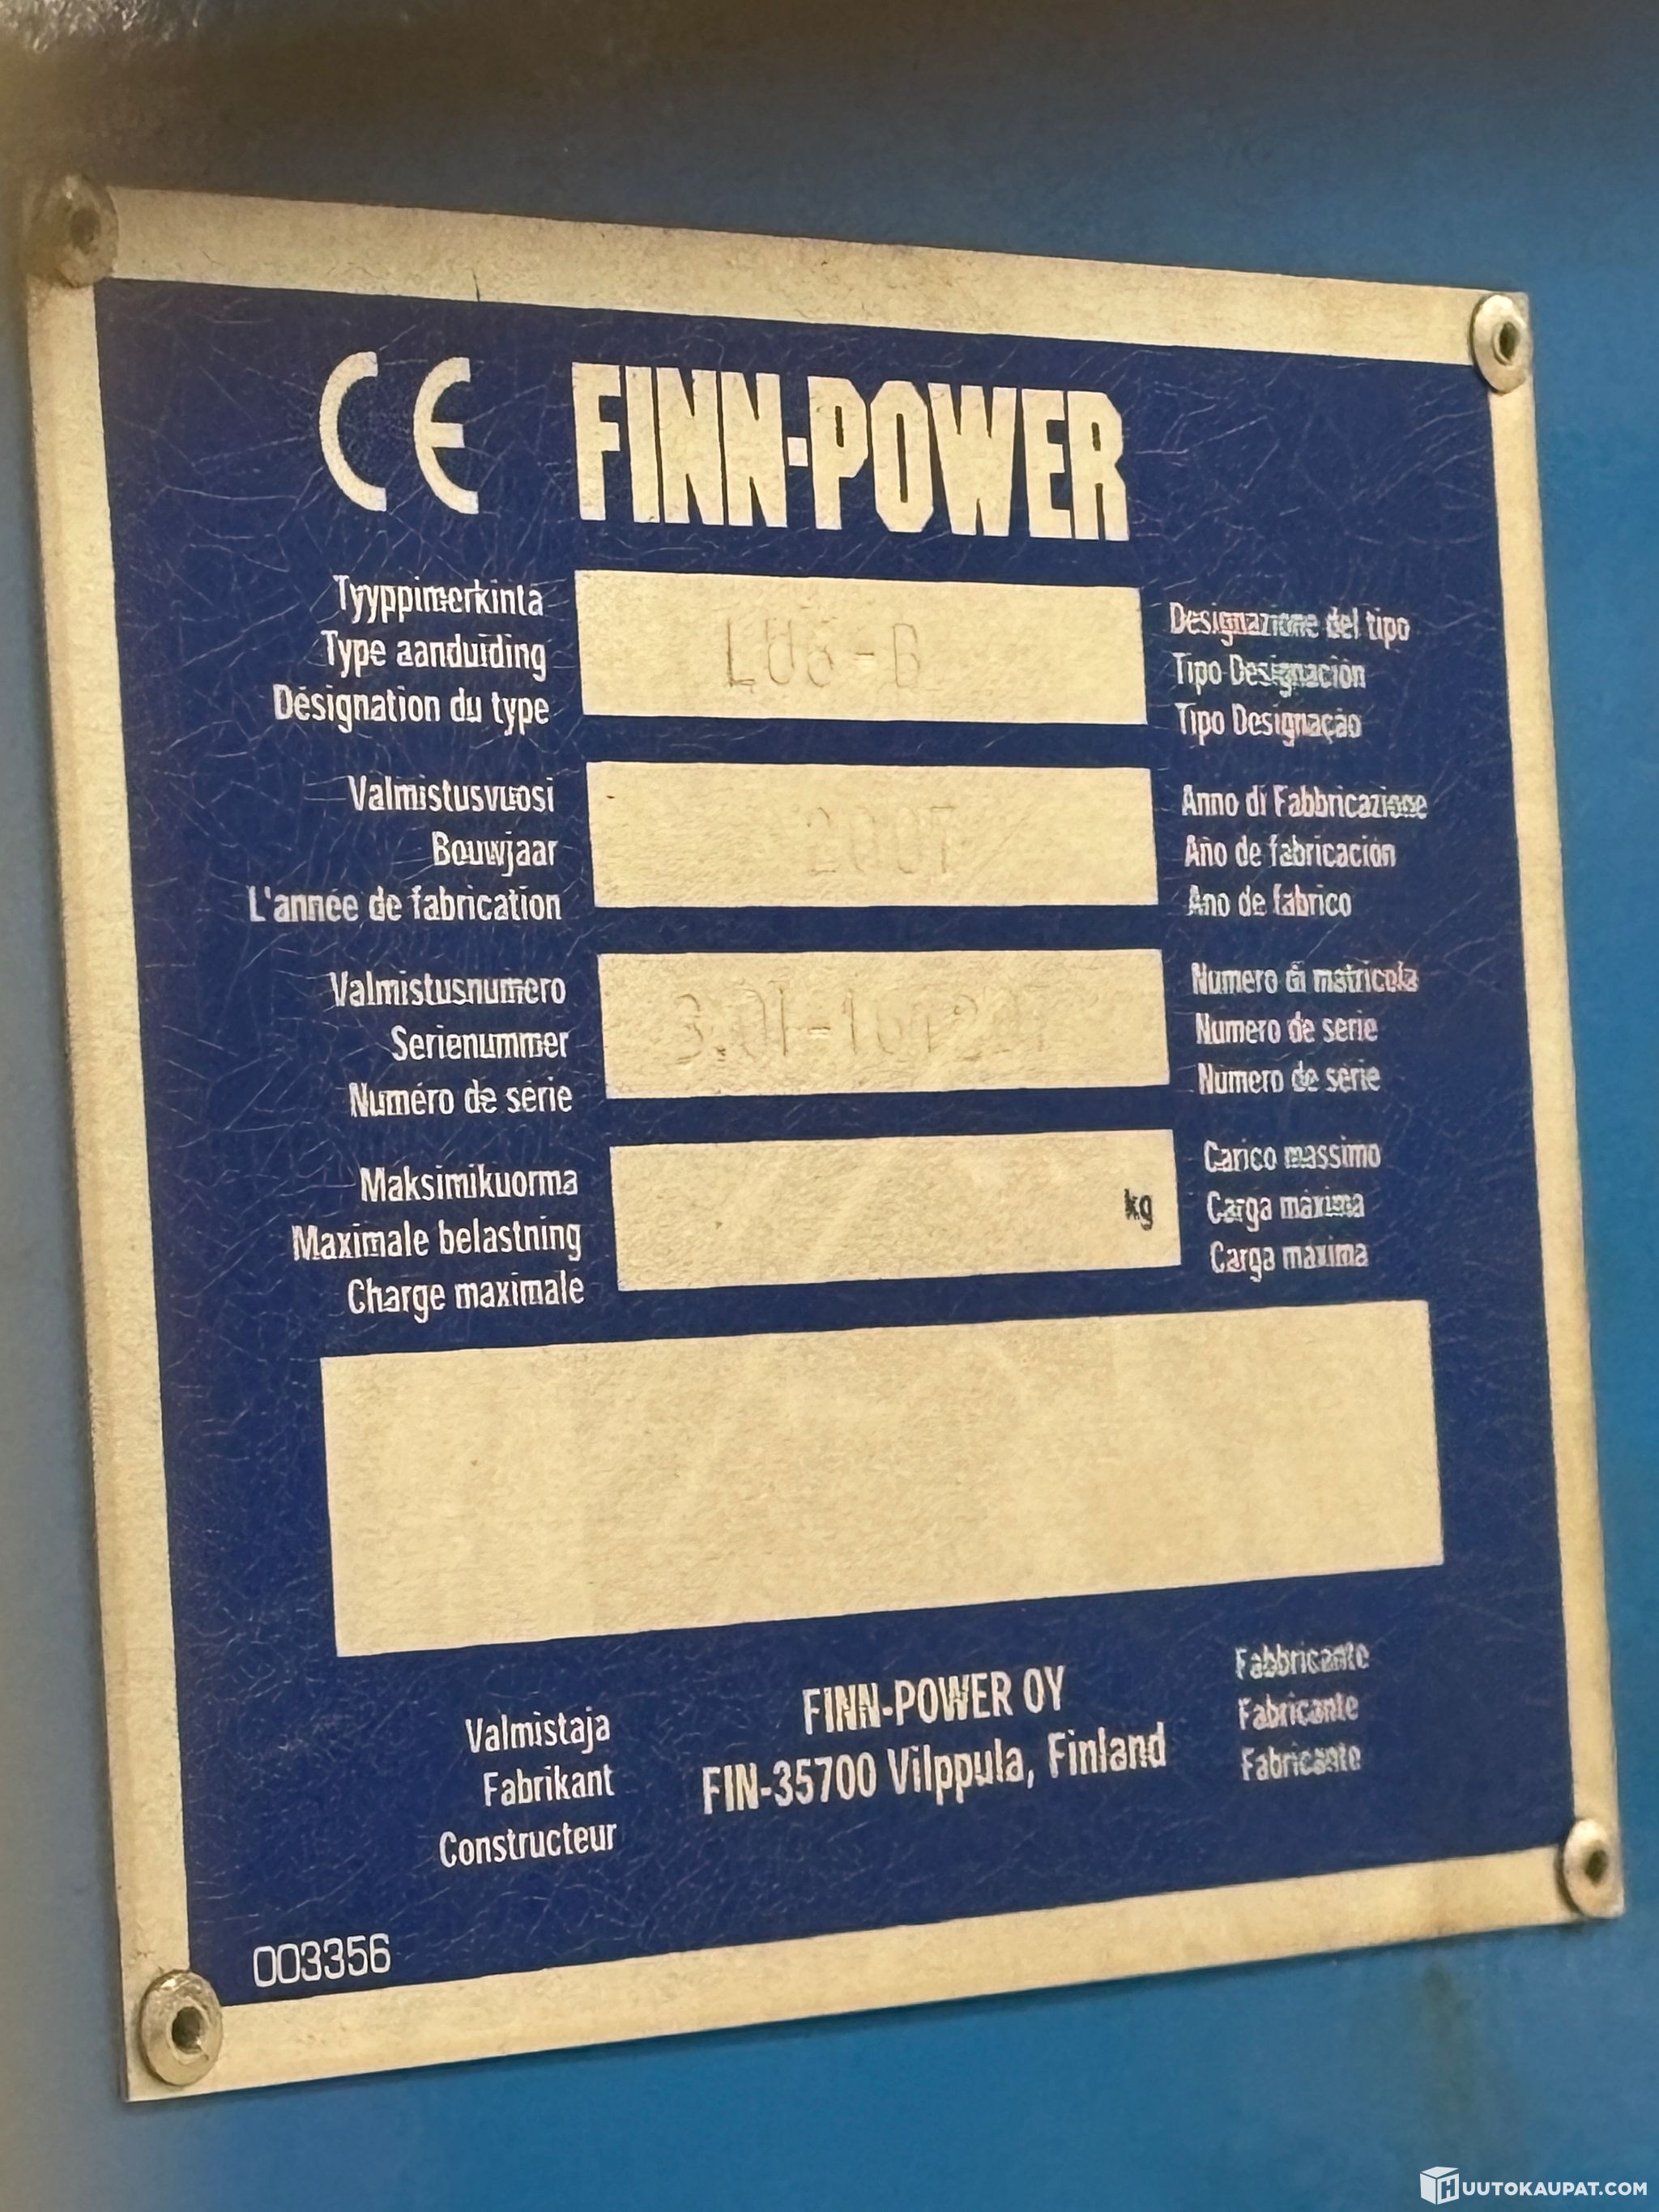 CE FINN-POWER
Tyyppimerkinta
Type aanduiding
Désignation du type
Designazione del tipo
Tipo Designación
Tipo Designação
Valmistusvuosi
Bouwjaar
L'année de fabrication
2007
Anno di Fabbricazione
Año de fabricación
Ano de fabrico
Valmistusnumero
Serienummer
Numéro de série
Numero di matricola
Numero de serie
Numero de série
Maksimikuorma
Maximale belastning
Charge maximale
kg
Carico massimo
Carga máxima
Carga maxima
Valmistaja
Fabrikant
Constructeur
FINN-POWER OY
FIN-35700 Vilppula, Finland
Fabbricante
Fabricante
Fabricante
003356
HUUTOKAUPAT.COM